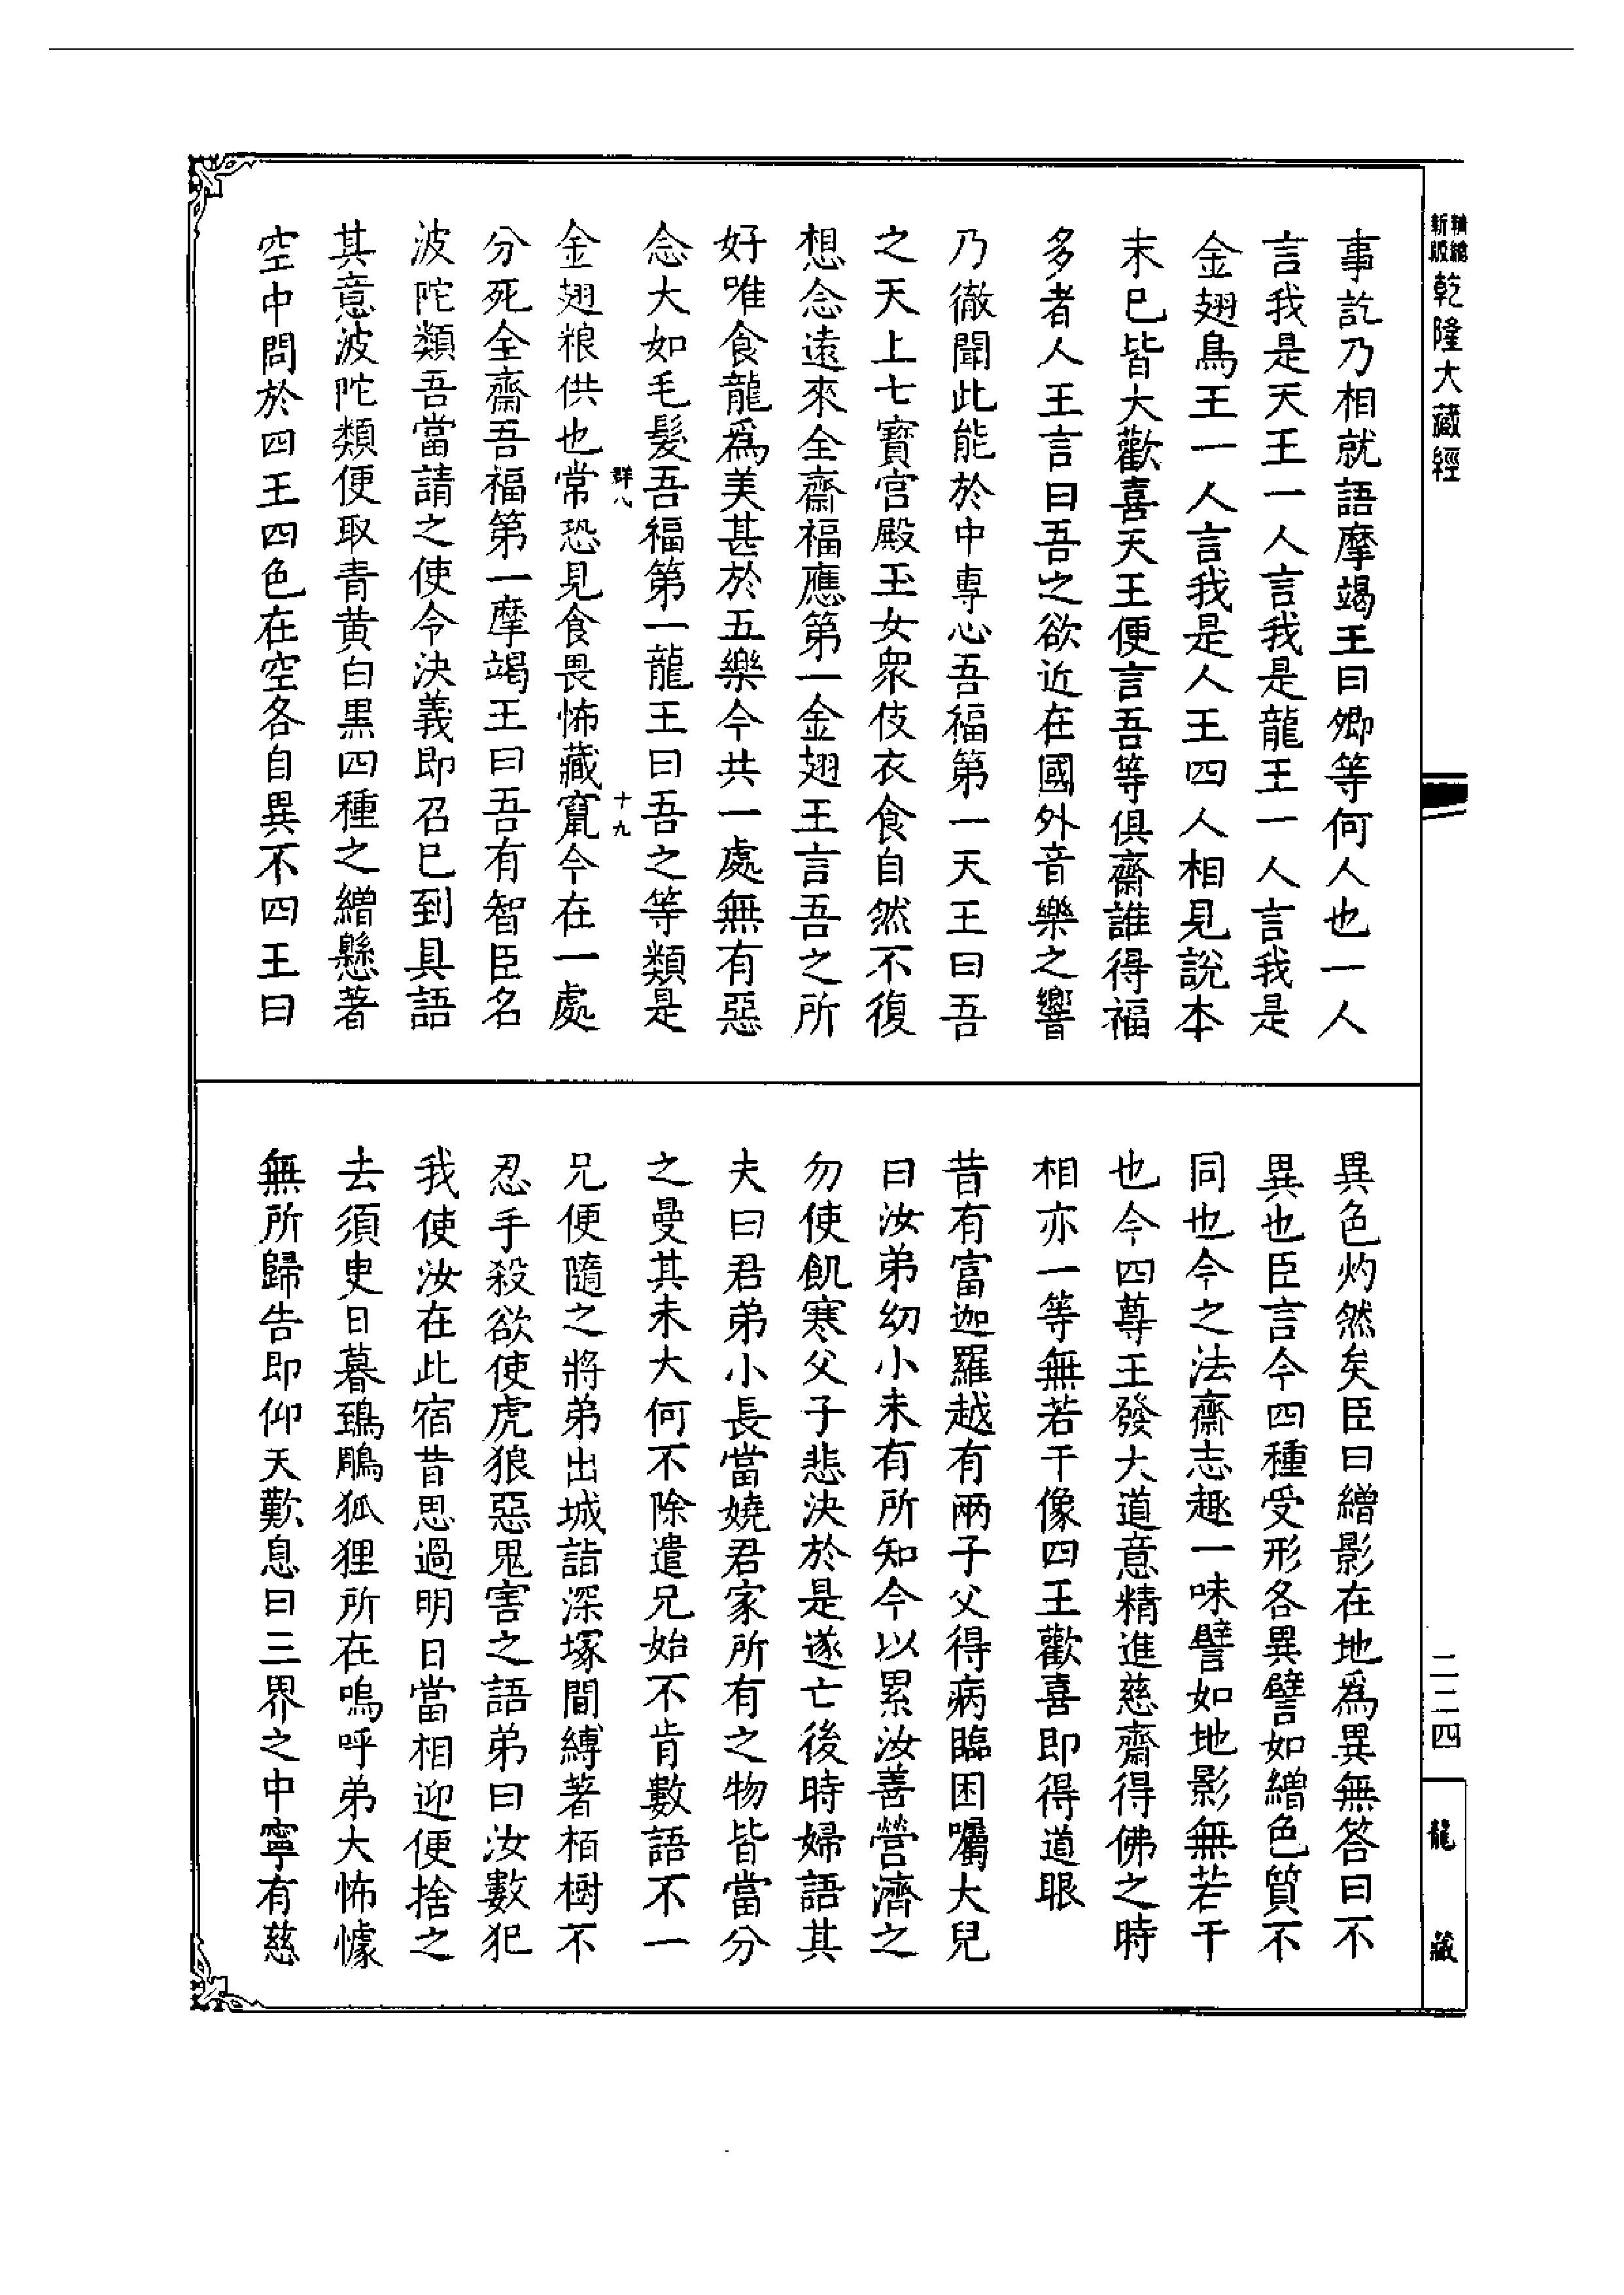 精縮新版乾隆大藏經
事訖乃相就語摩竭王曰卿等何人也一人
言我是天王一人言我是龍王一人言我是
金翅鳥王一人言我是人王四人相見說本
末已皆大歡喜天王便言吾等俱齋誰得福
多者人王言曰吾之欲近在國外音樂之響
乃徹聞此能於中專心吾福第一天王曰吾
之天上七寶宮殿玉女眾伎衣食自然不復
想念遠來全齋福應第一金翅王言吾之所
好唯食龍為美甚於五樂今共一處無有惡
念大如毛髮吾福第一龍王曰吾之等類是
群八
十九
金翅粮供也常恐見食畏怖藏竄今在一處
分死全齋吾福第一摩竭王曰吾有智臣名
波陀類吾當請之使令決義即召已到具語
其意波陀類便取青黃白黑四種之繒懸著
空中問於四王四色在空各自異不四王曰
異色灼然矣臣曰繒影在地為異無答曰不
異也臣言今四種受形各異譬如繒色質不
同也今之法齋志趣一味譬如地影無若干
也今四尊王發大道意精進慈齋得佛之時
相亦一等無若干像四王歡喜即得道眼
昔有富迦羅越有兩子父得病臨困囑大兒
曰汝弟幼小未有所知今以累汝善營濟之
勿使飢寒父子悲決於是遂亡後時婦語其
夫曰君弟小長當嬈君家所有之物皆當分
之曼其未大何不除遣兄始不肯數語不一
兄便隨之將弟出城詣深塚間縛著栢樹不
忍手殺欲使虎狼惡鬼害之語弟曰汝數犯
我使汝在此宿昔思過明日當相迎便捨之
去須臾日暮鵄鵰狐狸所在鳴呼弟大怖懅
無所歸告即仰天歎息曰三界之中寧有慈
二三四
龍藏